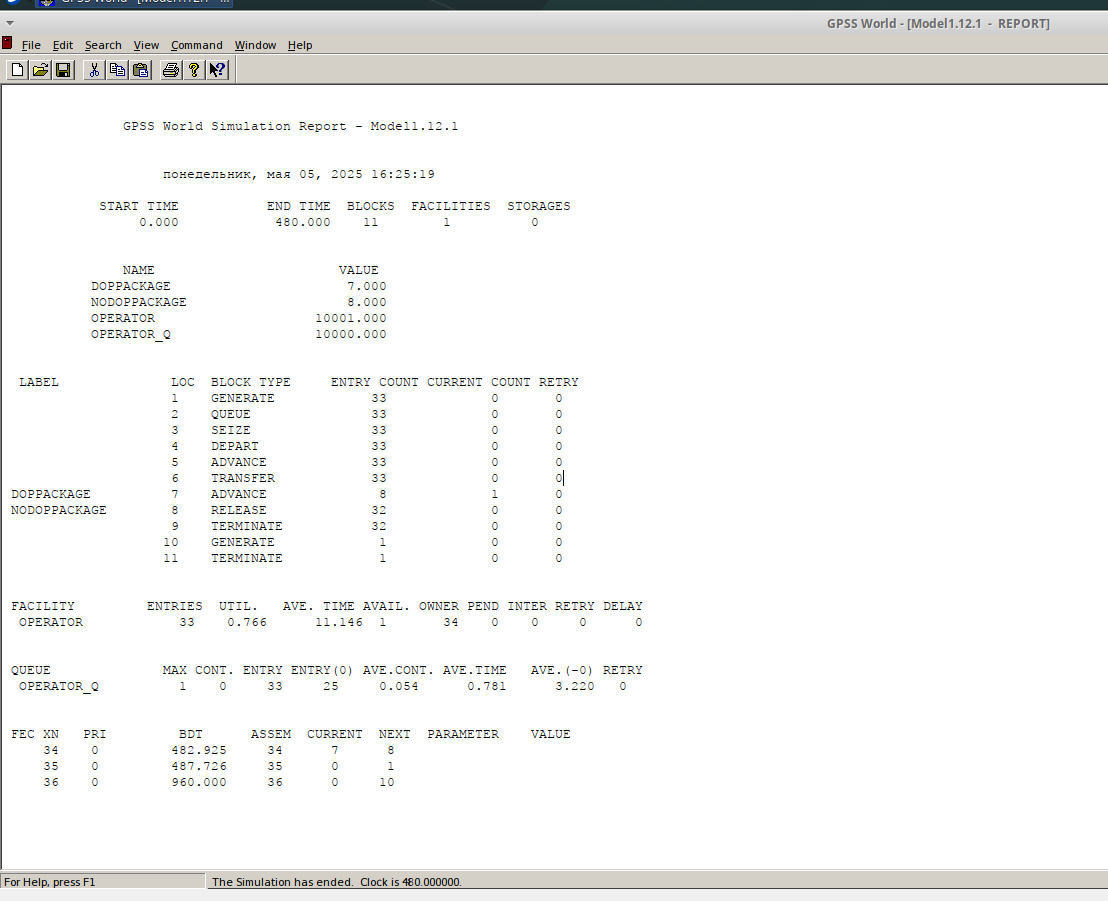 GPSS World - [Model1.12.1 - REPORT]
File Edit Search View Command Window Help
GPSS World Simulation Report - Model1.12.1
понедельник, мая 05, 2025 16:25:19
START TIME END TIME BLOCKS FACILITIES STORAGES
0.000 480.000 11 1 0
NAME VALUE
DOPPACKAGE 7.000
NODOPPACKAGE 8.000
OPERATOR 10001.000
OPERATOR_Q 10000.000
LABEL LOC BLOCK TYPE ENTRY COUNT CURRENT COUNT RETRY
1 GENERATE 33 0 0
2 QUEUE 33 0 0
3 SEIZE 33 0 0
4 DEPART 33 0 0
5 ADVANCE 33 0 0
6 TRANSFER 33 0 0
DOPPACKAGE 7 ADVANCE 8 1 0
NODOPPACKAGE 8 RELEASE 32 0 0
9 TERMINATE 32 0 0
10 GENERATE 1 0 0
11 TERMINATE 1 0 0
FACILITY ENTRIES UTIL. AVE. TIME AVAIL. OWNER PEND INTER RETRY DELAY
OPERATOR 33 0.766 11.146 1 34 0 0 0 0
QUEUE MAX CONT. ENTRY ENTRY(0) AVE.CONT. AVE.TIME AVE.(-0) RETRY
OPERATOR_Q 1 0 33 25 0.054 0.781 3.220 0
FEC XN PRI BDT ASSEM CURRENT NEXT PARAMETER VALUE
34 0 482.925 34 7 8
35 0 487.726 35 0 1
36 0 960.000 36 0 10
For Help, press F1 The Simulation has ended. Clock is 480.000000.